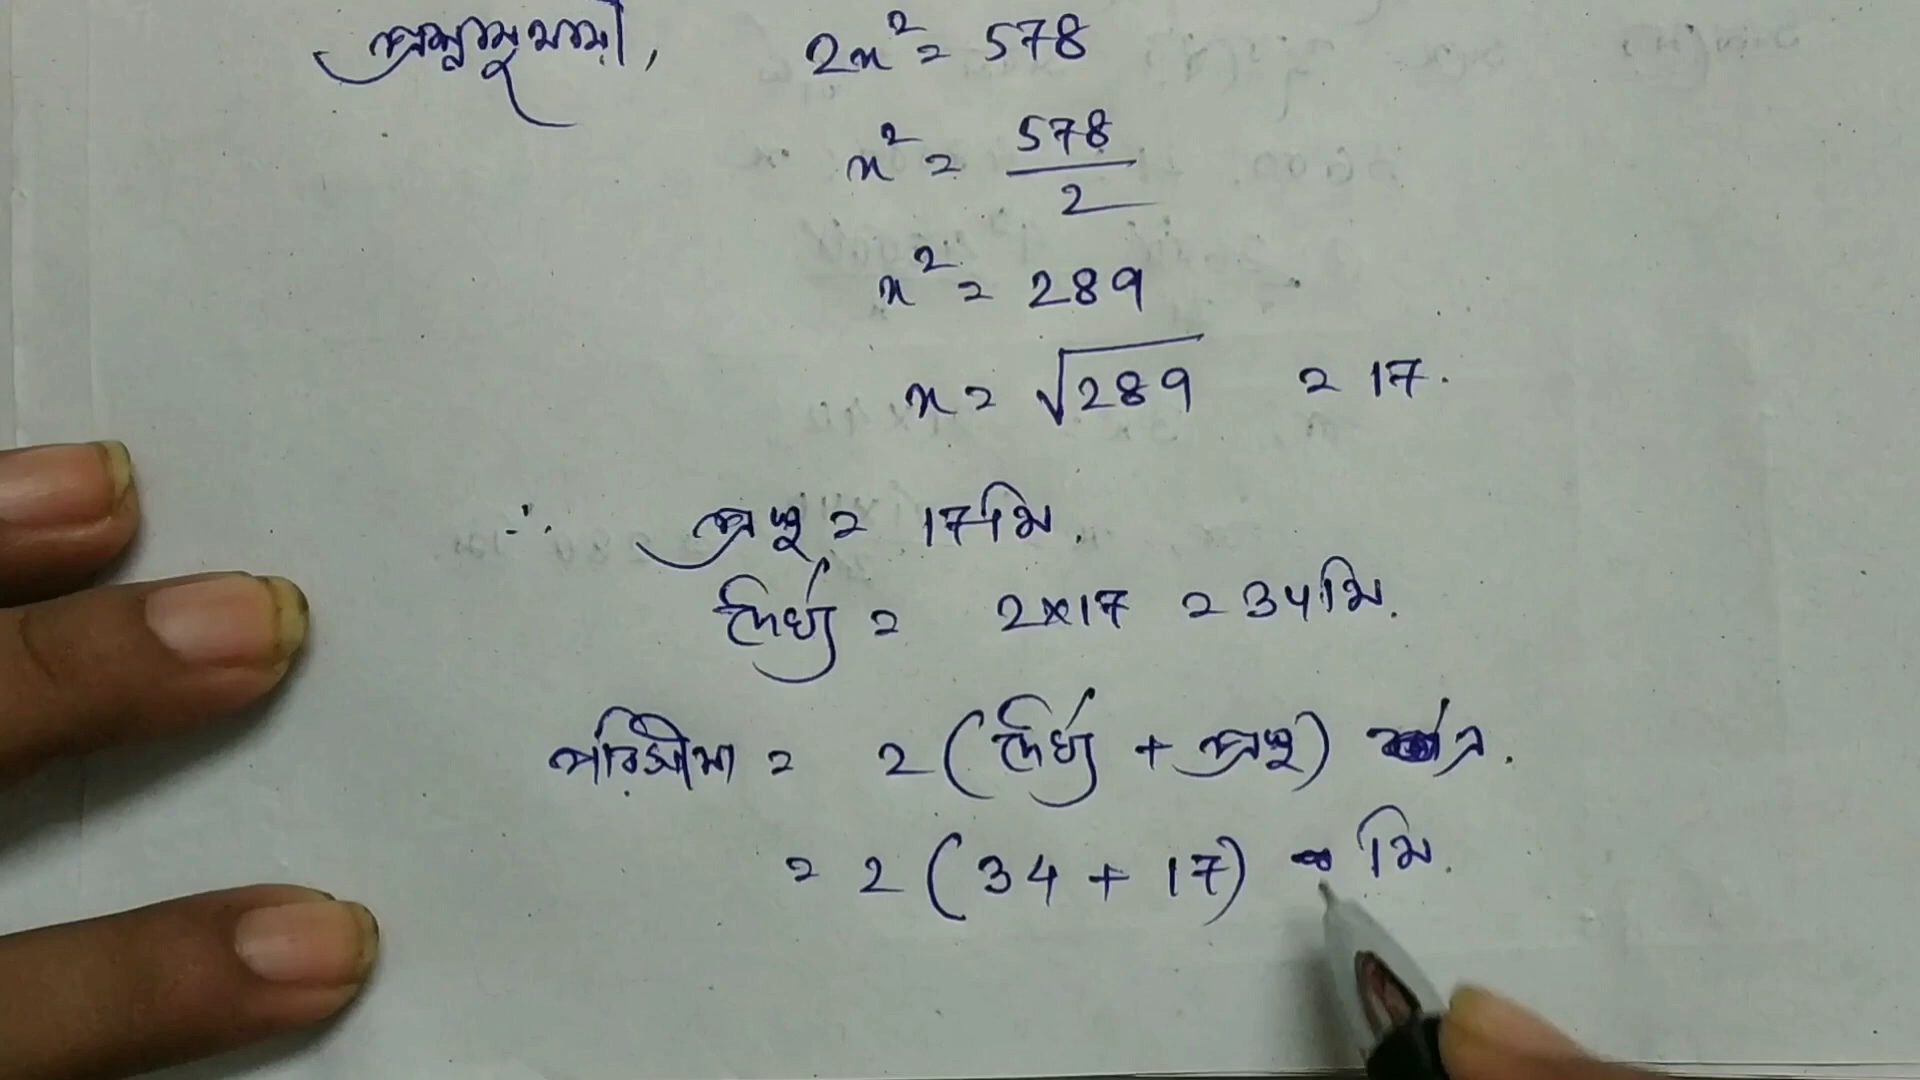 প্রশ্নানুযায়ী, 2x² = 578
x² = 578/2
x² = 289
x = √289 = 17.
∴ প্রস্থ = 17মি.
দৈর্ঘ্য = 2×17 = 34মি.
পরিসীমা = 2 (দৈর্ঘ্য + প্রস্থ) একক.
= 2 (34 + 17) মি.